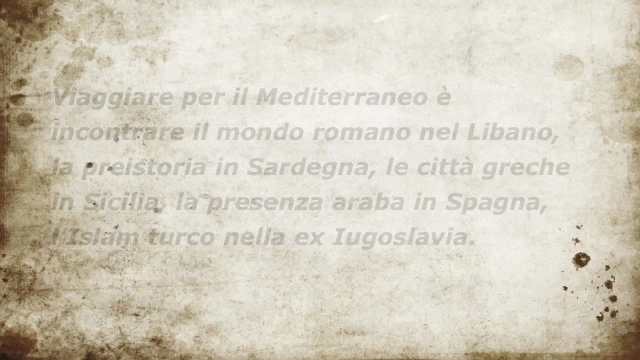 Viaggiare per il Mediterraneo è
incontrare il mondo romano nel Libano,
la preistoria in Sardegna, le città greche
in Sicilia, la presenza araba in Spagna,
l'Islam turco nella ex Iugoslavia.